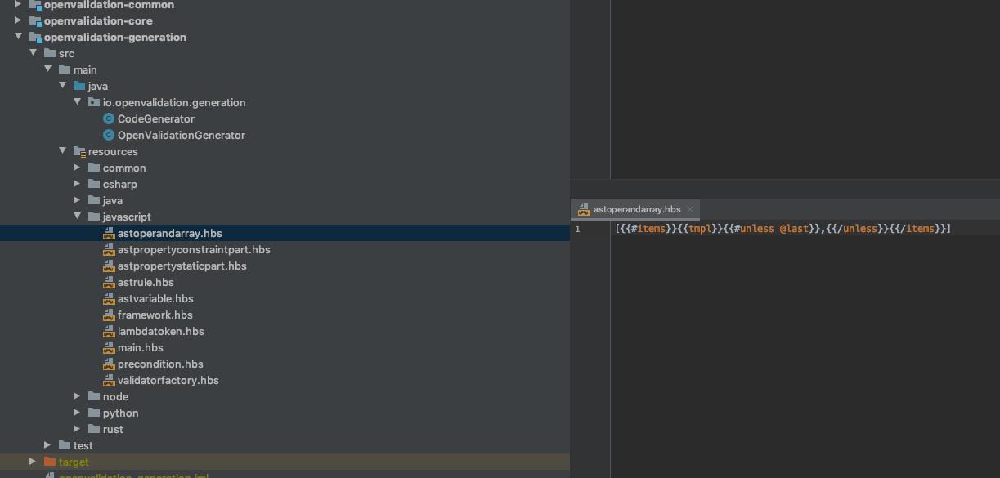 openvalidation-common
openvalidation-core
openvalidation-generation
src
main
java
io.openvalidation.generation
CodeGenerator
OpenValidationGenerator
resources
common
csharp
java
javascript
astoperandarray.hbs
astpropertyconstraintpart.hbs
astpropertystaticpart.hbs
astrule.hbs
astvariable.hbs
framework.hbs
lambdatoken.hbs
main.hbs
precondition.hbs
validatorfactory.hbs
node
python
rust
test
target
openvalidation-generation.iml
astoperandarray.hbs
1 [{{#items}}{{tmpl}}{{#unless @last}},{{/unless}}{{/items}}]